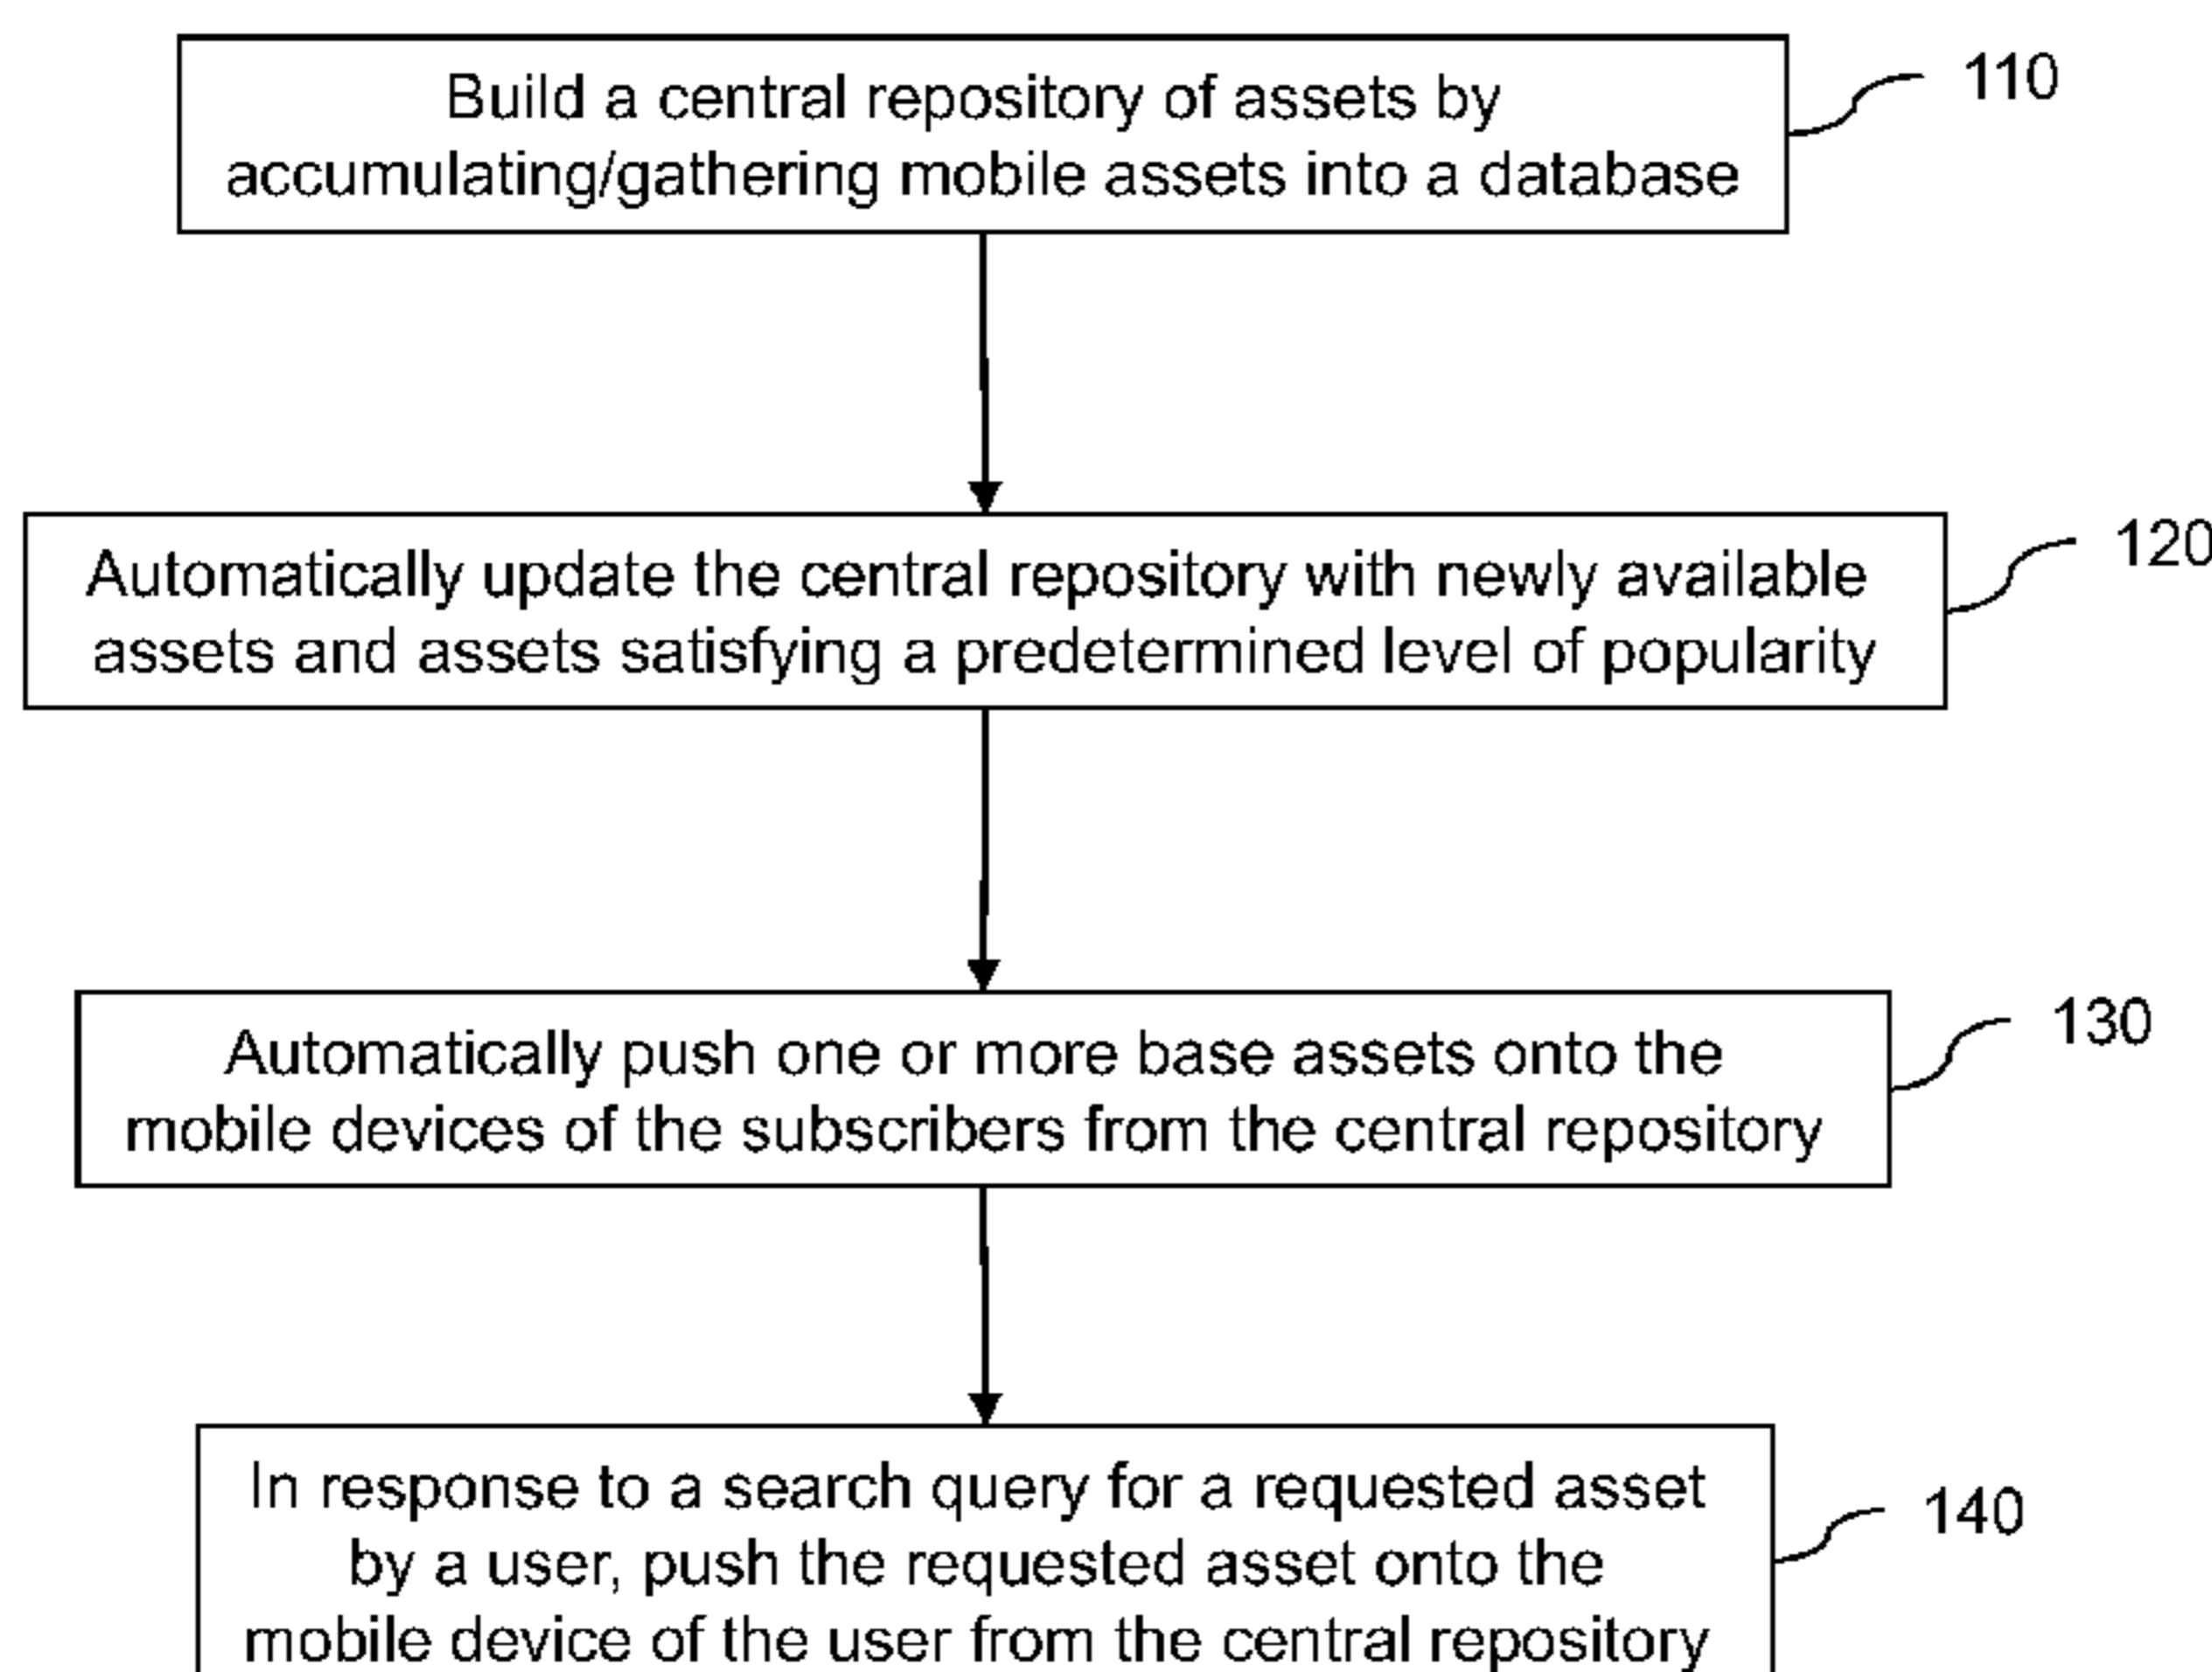 Build a central repository of assets by
accumulating/gathering mobile assets into a database
110
Automatically update the central repository with newly available
assets and assets satisfying a predetermined level of popularity
120
Automatically push one or more base assets onto the
mobile devices of the subscribers from the central repository
130
In response to a search query for a requested asset
by a user, push the requested asset onto the
mobile device of the user from the central repository
140